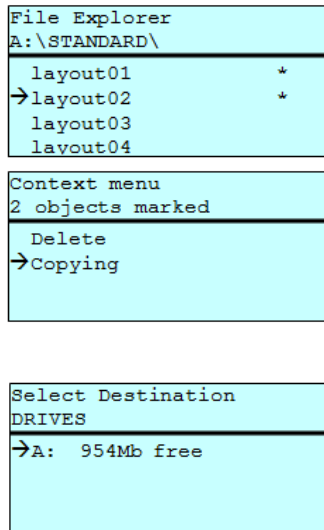 File Explorer
A:\STANDARD\
layout01 *
→layout02 *
layout03
layout04
Context menu
2 objects marked
Delete
→Copying
Select Destination
DRIVES
→A: 954Mb free